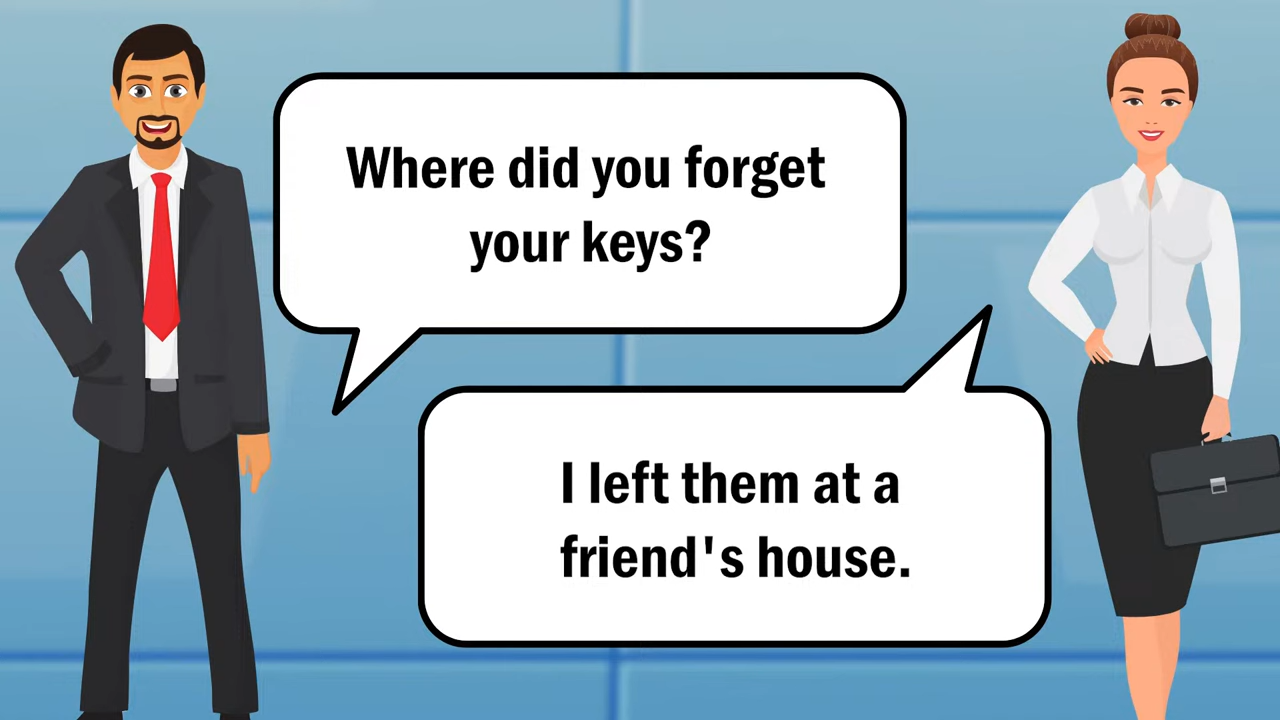 Where did you forget
your keys?
I left them at a
friend's house.